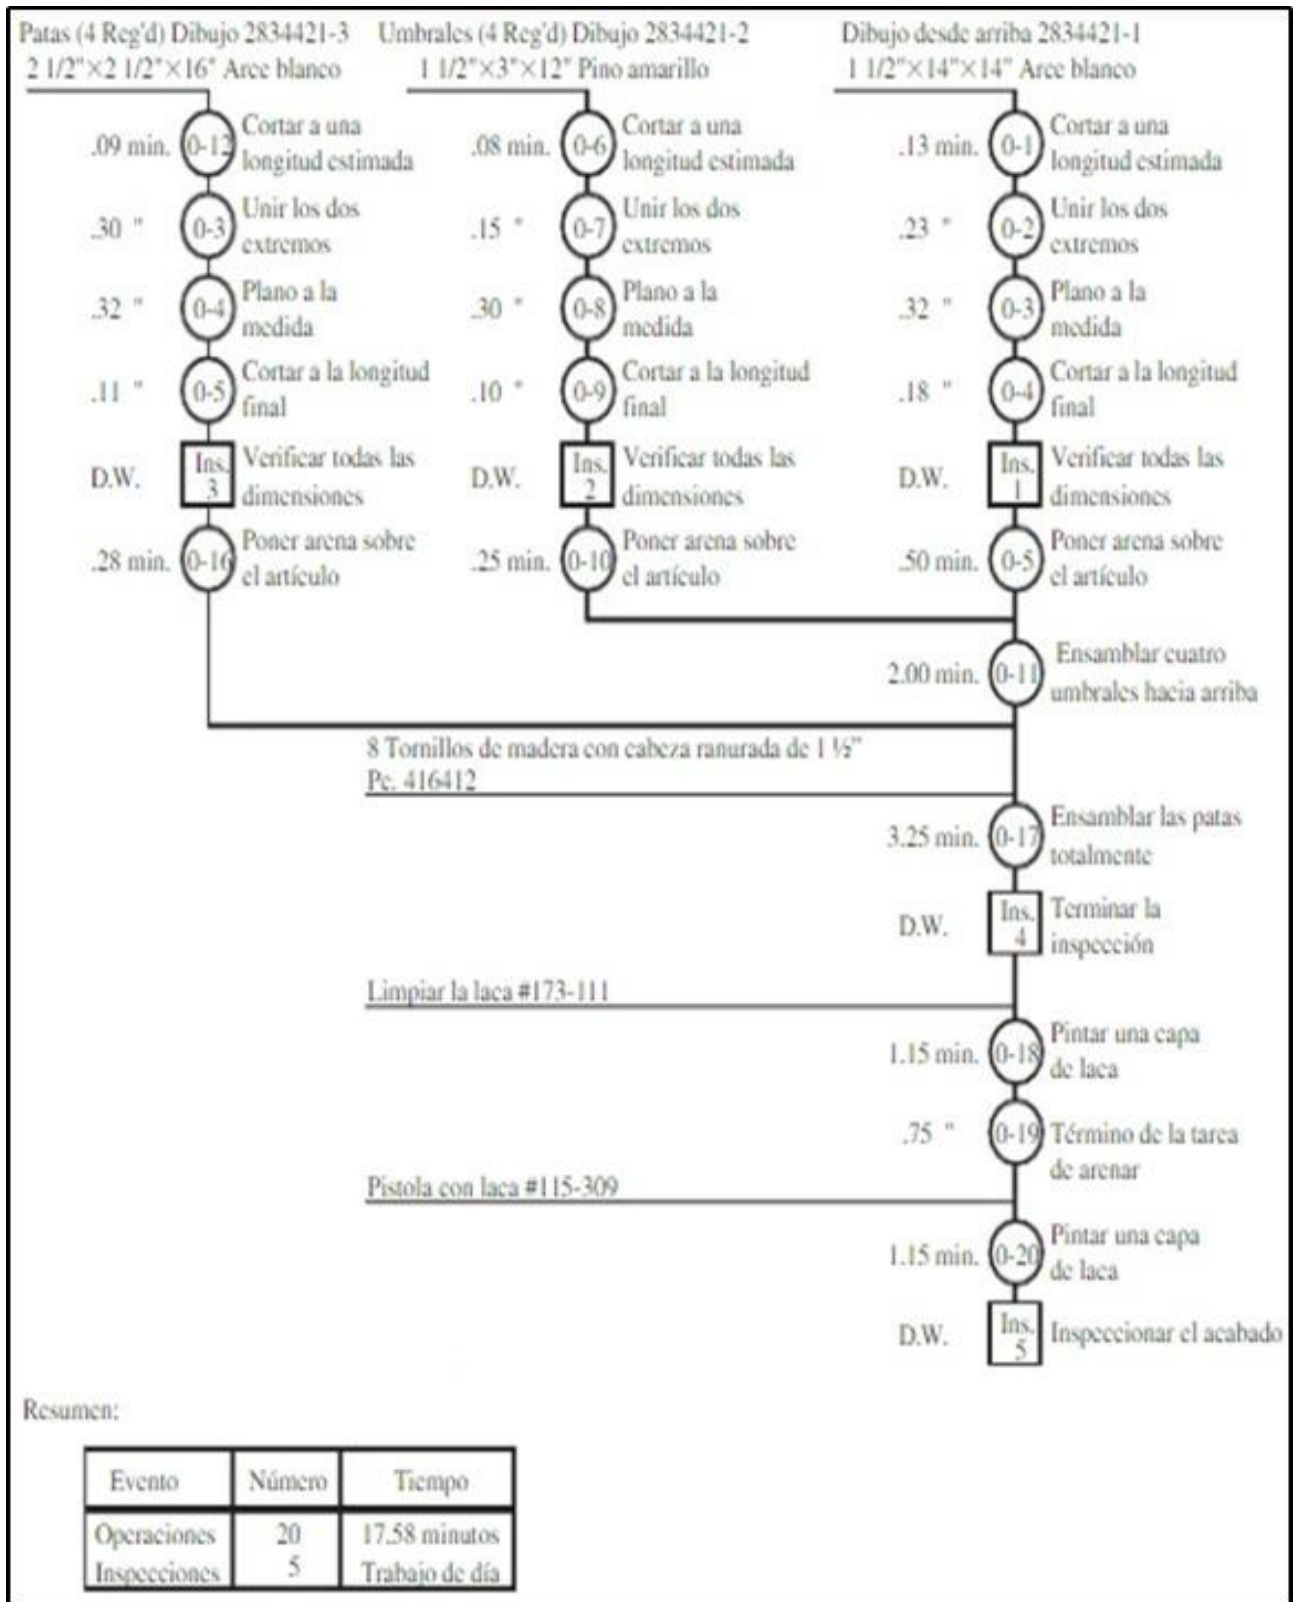 Patas (4 Reg'd) Dibujo 2834421-3
2 1/2"×2 1/2"×16" Arce blanco
.09 min.
0-12
Cortar a una
longitud estimada
.30 "
0-3
Unir los dos
extremos
.32 "
0-4
Plano a la
medida
.11 "
0-5
Cortar a la longitud
final
D.W.
Ins.
3
Verificar todas las
dimensiones
.28 min.
0-16
Poner arena sobre
el artículo
Umbrales (4 Reg'd) Dibujo 2834421-2
1 1/2"×3"×12" Pino amarillo
.08 min.
0-6
Cortar a una
longitud estimada
.15 "
0-7
Unir los dos
extremos
.30 "
0-8
Plano a la
medida
.10 "
0-9
Cortar a la longitud
final
D.W.
Ins.
2
Verificar todas las
dimensiones
.25 min.
0-10
Poner arena sobre
el artículo
Dibujo desde arriba 2834421-1
1 1/2"×14"×14" Arce blanco
.13 min.
0-1
Cortar a una
longitud estimada
.23 "
0-2
Unir los dos
extremos
.32 "
0-3
Plano a la
medida
.18 "
0-4
Cortar a la longitud
final
D.W.
Ins.
1
Verificar todas las
dimensiones
.50 min.
0-5
Poner arena sobre
el artículo
2.00 min.
0-11
Ensamblar cuatro
umbrales hacia arriba
8 Tornillos de madera con cabeza ranurada de 1 ½"
Pc. 416412
3.25 min.
0-17
Ensamblar las patas
totalmente
D.W.
Ins.
4
Terminar la
inspección
Limpiar la laca #173-111
1.15 min.
0-18
Pintar una capa
de laca
.75 "
0-19
Término de la tarea
de arenar
Pistola con laca #115-309
1.15 min.
0-20
Pintar una capa
de laca
D.W.
Ins.
5
Inspeccionar el acabado
Resumen:
Evento Número Tiempo
Operaciones 20 17.58 minutos
Inspecciones 5 Trabajo de día